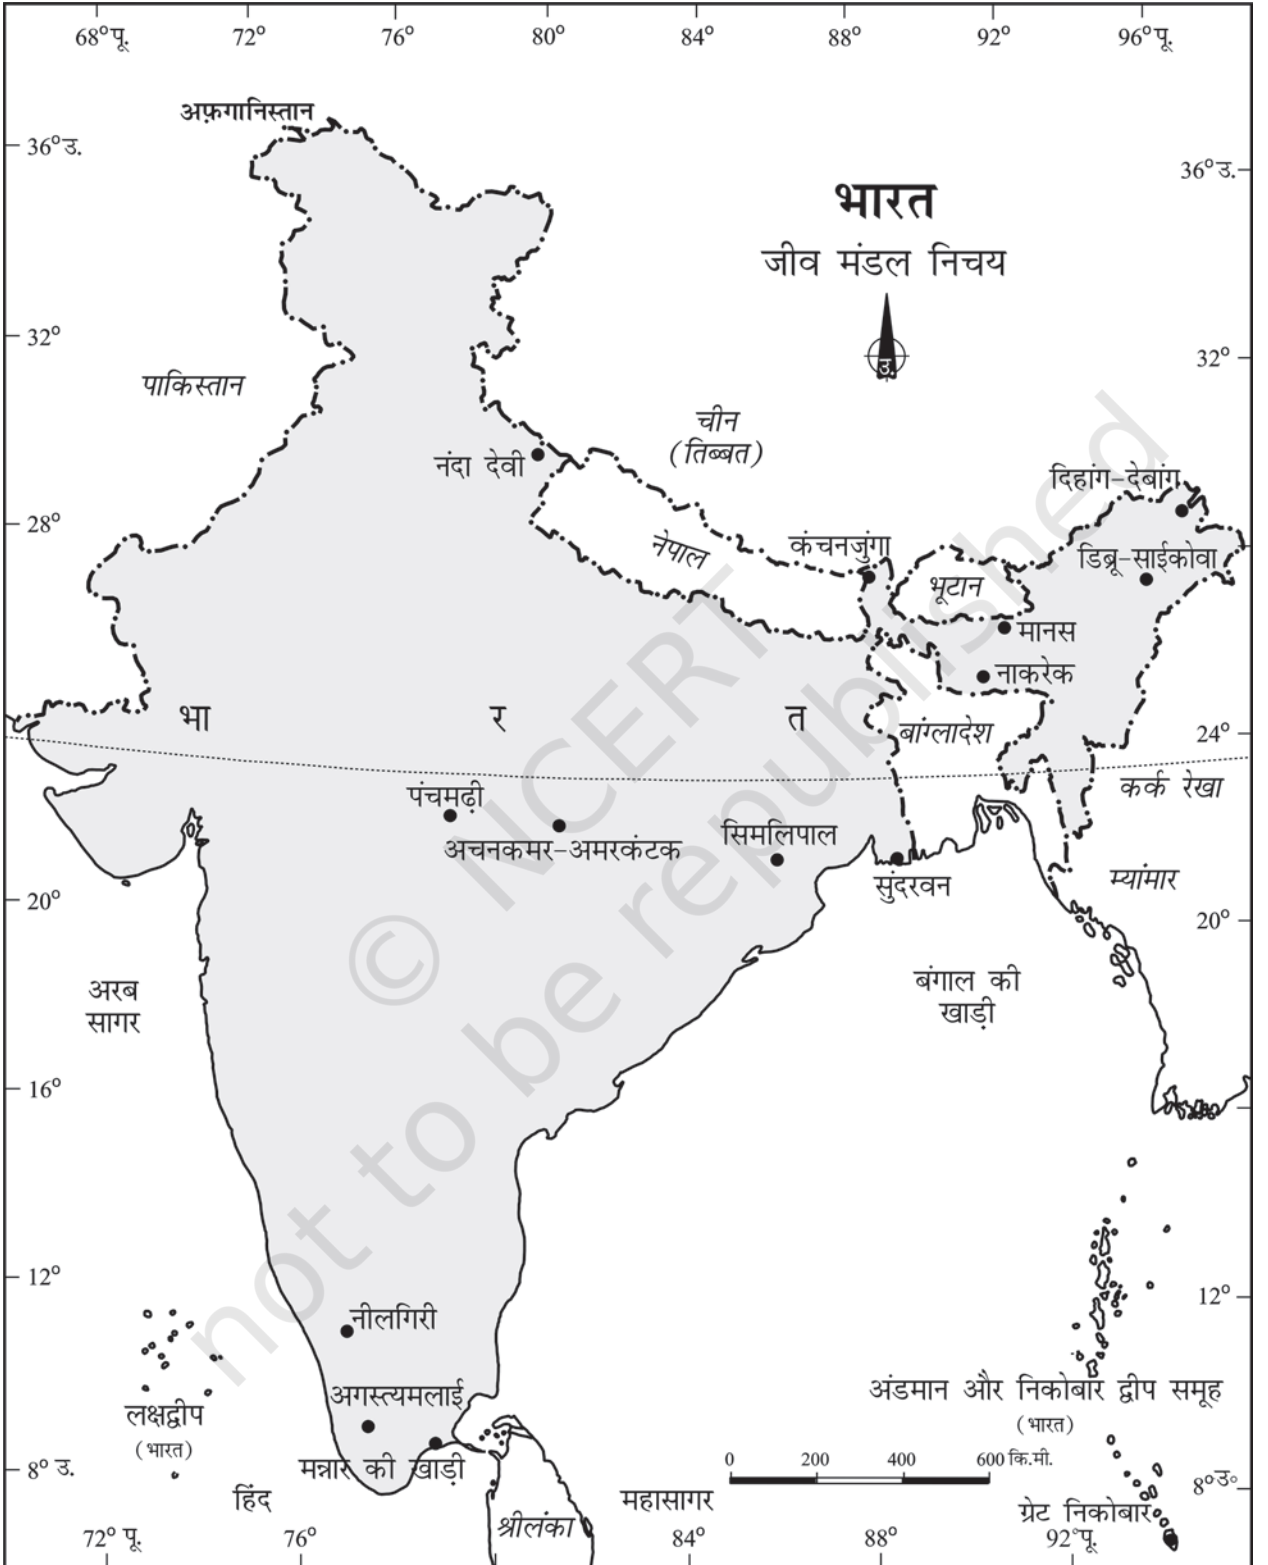 68°पू. 72° 76° 80° 84° 88° 92° 96°पू.
अफ़गानिस्तान
36°उ.
36°उ.
भारत
जीव मंडल निचय
उ.
32°
32°
पाकिस्तान
चीन
(तिब्बत)
नंदा देवी
दिहांग-देबांग
28°
नेपाल
कंचनजुंगा
डिब्रू-साईकोवा
भूटान
मानस
नाकरेक
भा र त
बांग्लादेश
24°
कर्क रेखा
पंचमढ़ी
अचनकमर-अमरकंटक
सिमलिपाल
सुंदरवन
म्यांमार
20°
20°
अरब
सागर
बंगाल की
खाड़ी
16°
12°
12°
नीलगिरी
अगस्त्यमलाई
मन्नार की खाड़ी
लक्षद्वीप
(भारत)
अंडमान और निकोबार द्वीप समूह
(भारत)
0 200 400 600 कि.मी.
8° उ.
8°उ॰
हिंद
महासागर
श्रीलंका
ग्रेट निकोबार
72° पू. 76° 84° 88° 92°पू.
© NCERT
not to be republished